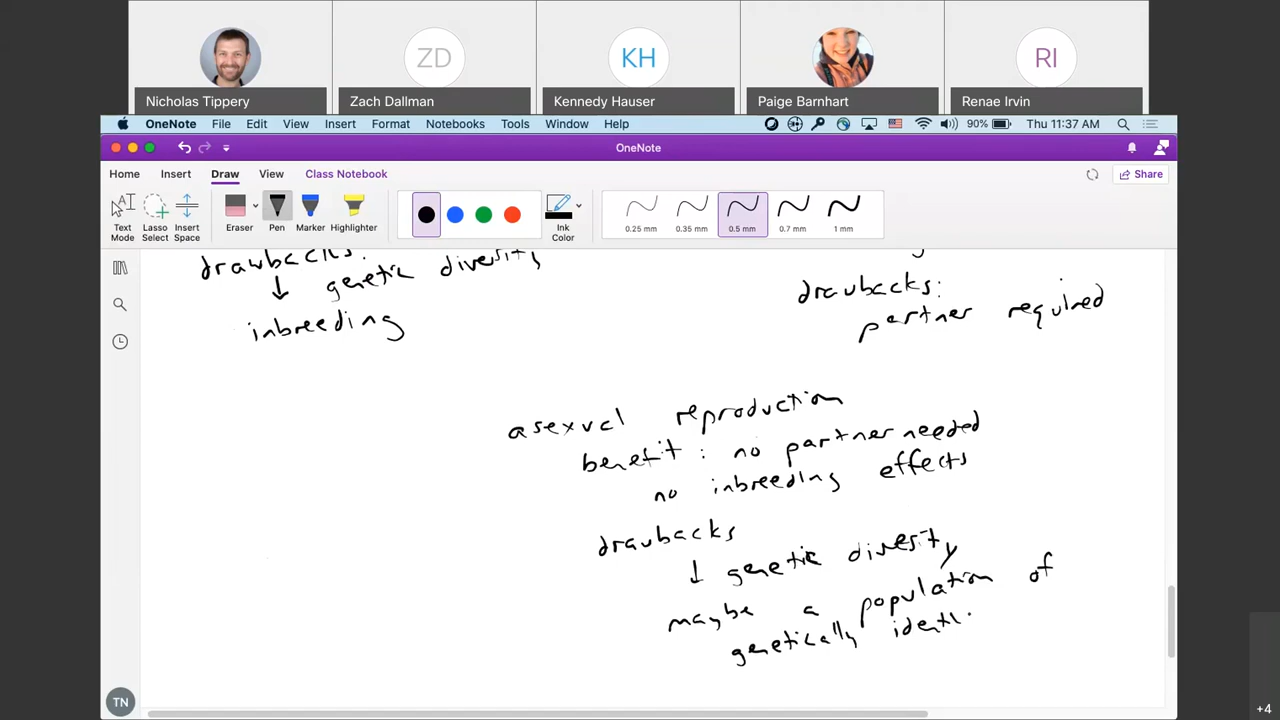 ZD
KH
RI
Nicholas Tippery
Zach Dallman
Kennedy Hauser
Paige Barnhart
Renae Irvin
OneNote File Edit View Insert Format Notebooks Tools Window Help
90% Thu 11:37 AM
OneNote
Home Insert Draw View Class Notebook
Share
Text Mode
Lasso Select
Insert Space
Eraser
Pen
Marker
Highlighter
Ink Color
0.25 mm
0.35 mm
0.5 mm
0.7 mm
1 mm
drawbacks:
↓ genetic diversity
inbreeding
drawbacks:
partner required
asexual reproduction
benefit: no partner needed
no inbreeding effects
drawbacks
↓ genetic diversity
maybe a population of
genetically identi
TN
+4